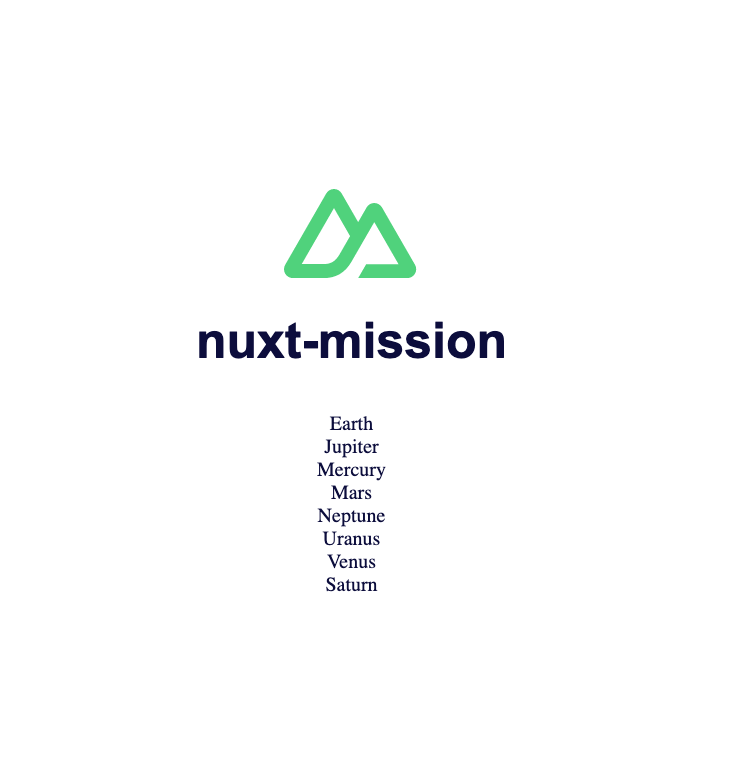 nuxt-mission
Earth
Jupiter
Mercury
Mars
Neptune
Uranus
Venus
Saturn